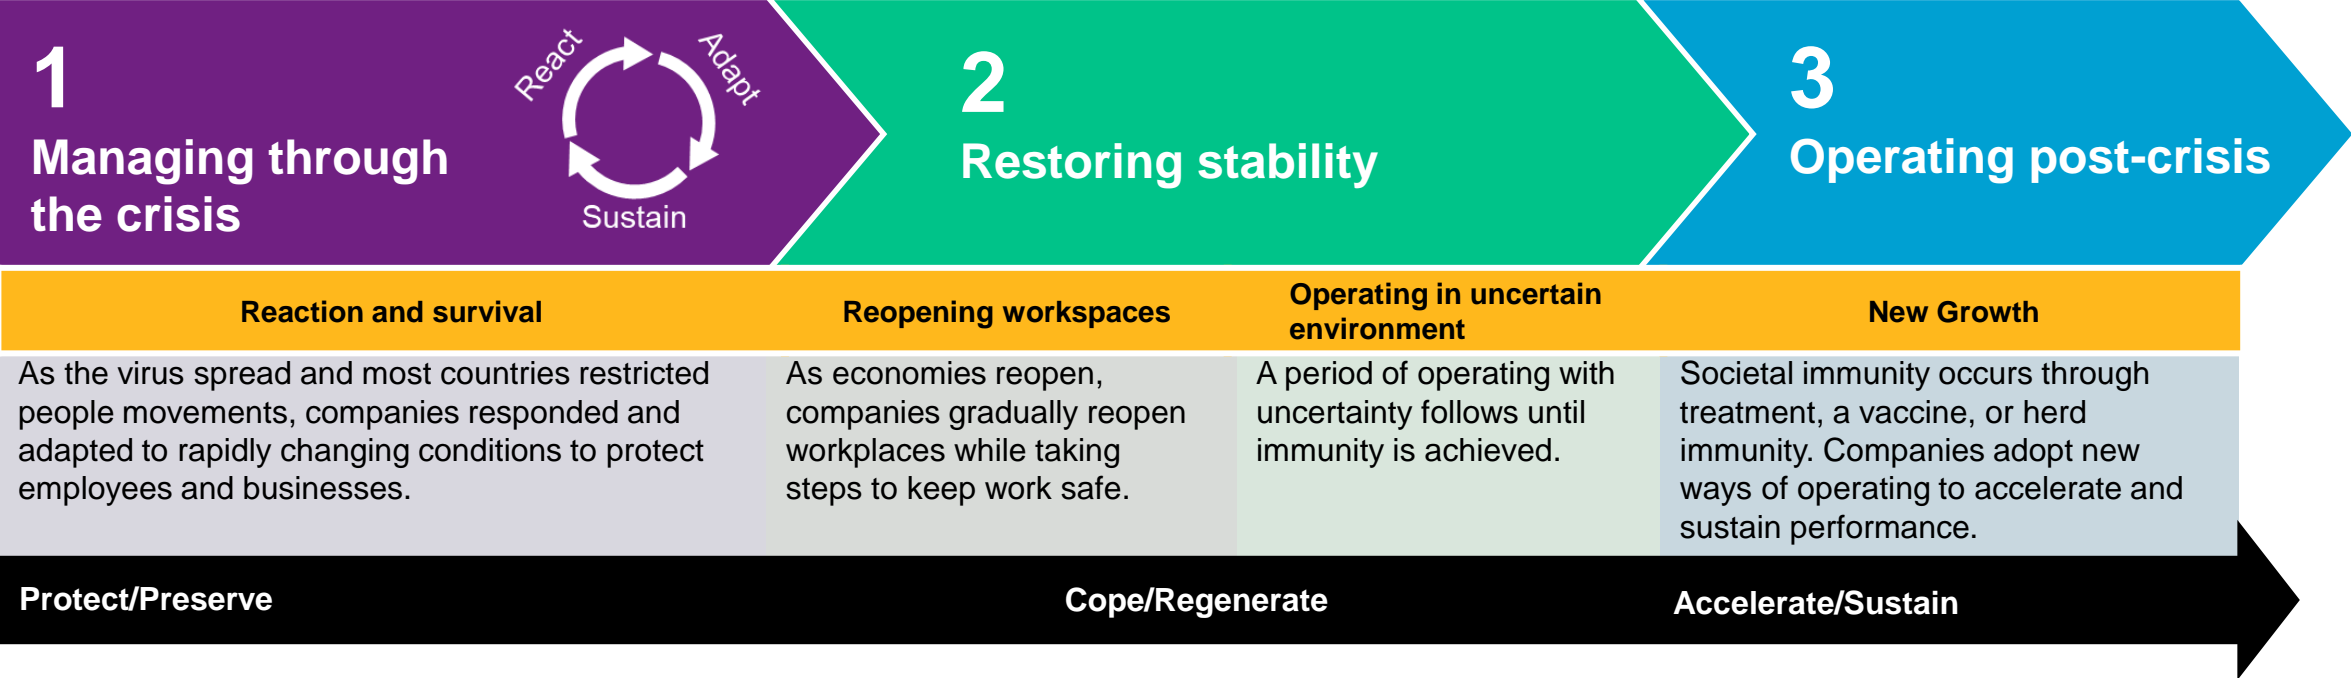 1
Managing through
the crisis
React
Adapt
Sustain
2
Restoring stability
3
Operating post-crisis
Reaction and survival
Reopening workspaces
Operating in uncertain
environment
New Growth
As the virus spread and most countries restricted
people movements, companies responded and
adapted to rapidly changing conditions to protect
employees and businesses.
As economies reopen,
companies gradually reopen
workplaces while taking
steps to keep work safe.
A period of operating with
uncertainty follows until
immunity is achieved.
Societal immunity occurs through
treatment, a vaccine, or herd
immunity. Companies adopt new
ways of operating to accelerate and
sustain performance.
Protect/Preserve
Cope/Regenerate
Accelerate/Sustain